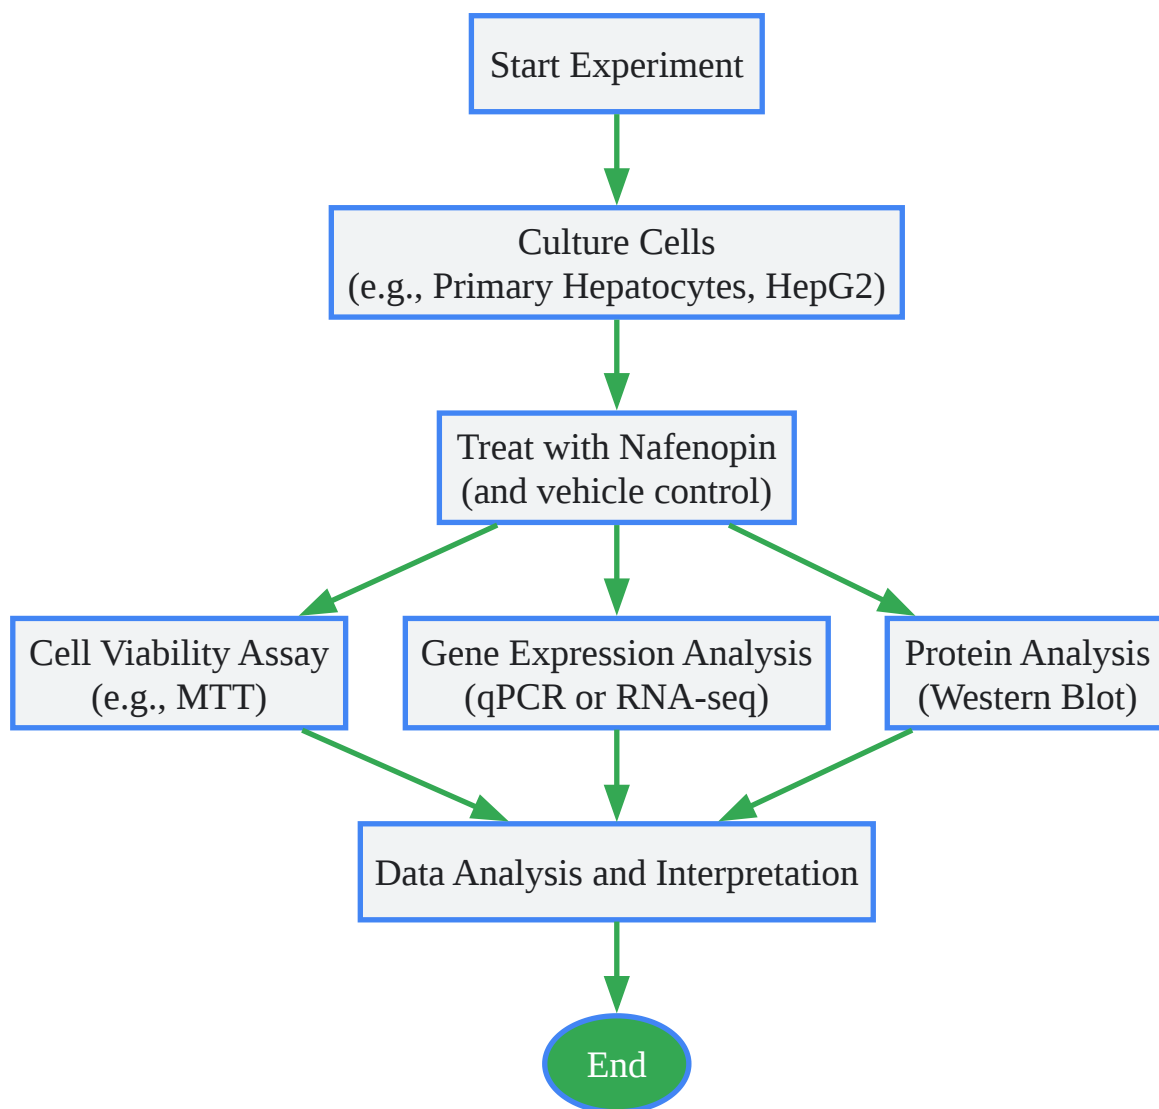 Start Experiment
Culture Cells
(e.g., Primary Hepatocytes, HepG2)
Treat with Nafenopin
(and vehicle control)
Cell Viability Assay
(e.g., MTT)
Gene Expression Analysis
(qPCR or RNA-seq)
Protein Analysis
(Western Blot)
Data Analysis and Interpretation
End